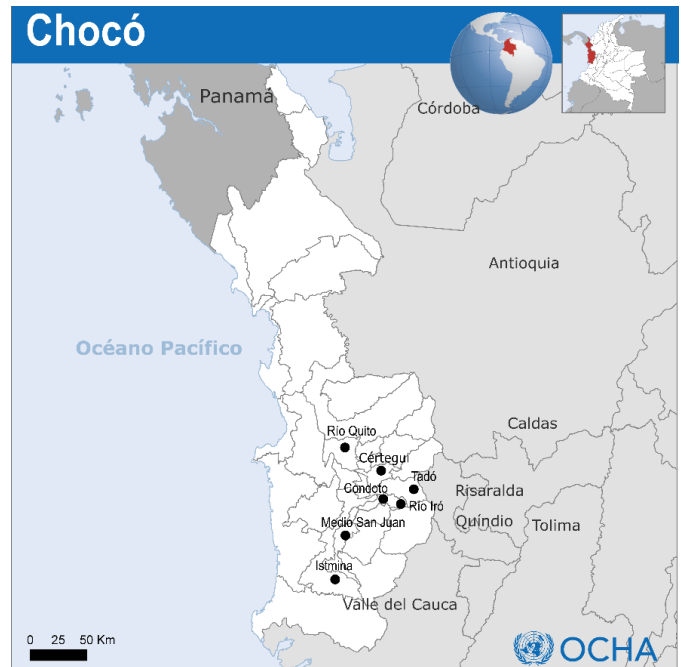 Chocó
Panamá
Córdoba
Antioquia
Océano Pacífico
Caldas
Río Quito
Cértegui
Tadó
Condoto
Risaralda
Río Iró
Quíndio
Medio San Juan
Tolima
Istmina
Valle del Cauca
0 25 50 Km
OCHA